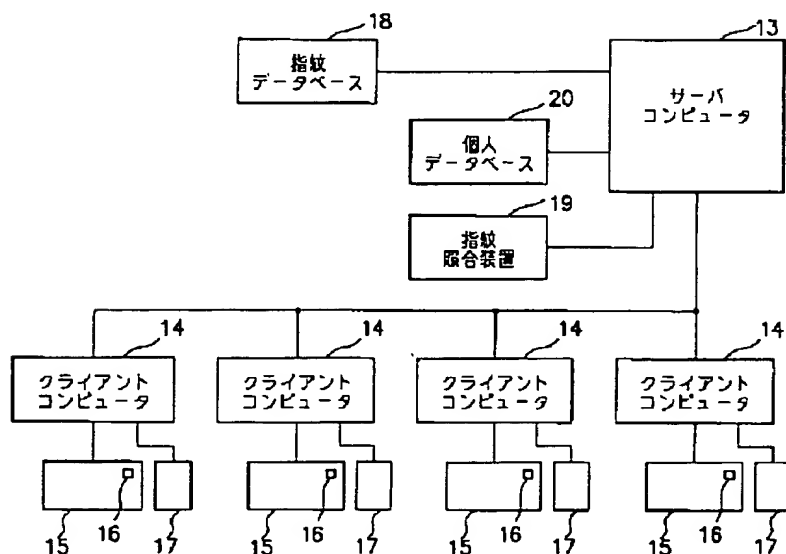 18
指紋
データベース
13
サーバ
コンピュータ
20
個人
データベース
19
指紋
照合装置
14
クライアント
コンピュータ
14
クライアント
コンピュータ
14
クライアント
コンピュータ
14
クライアント
コンピュータ
15
16
17
15
16
17
15
16
17
15
16
17